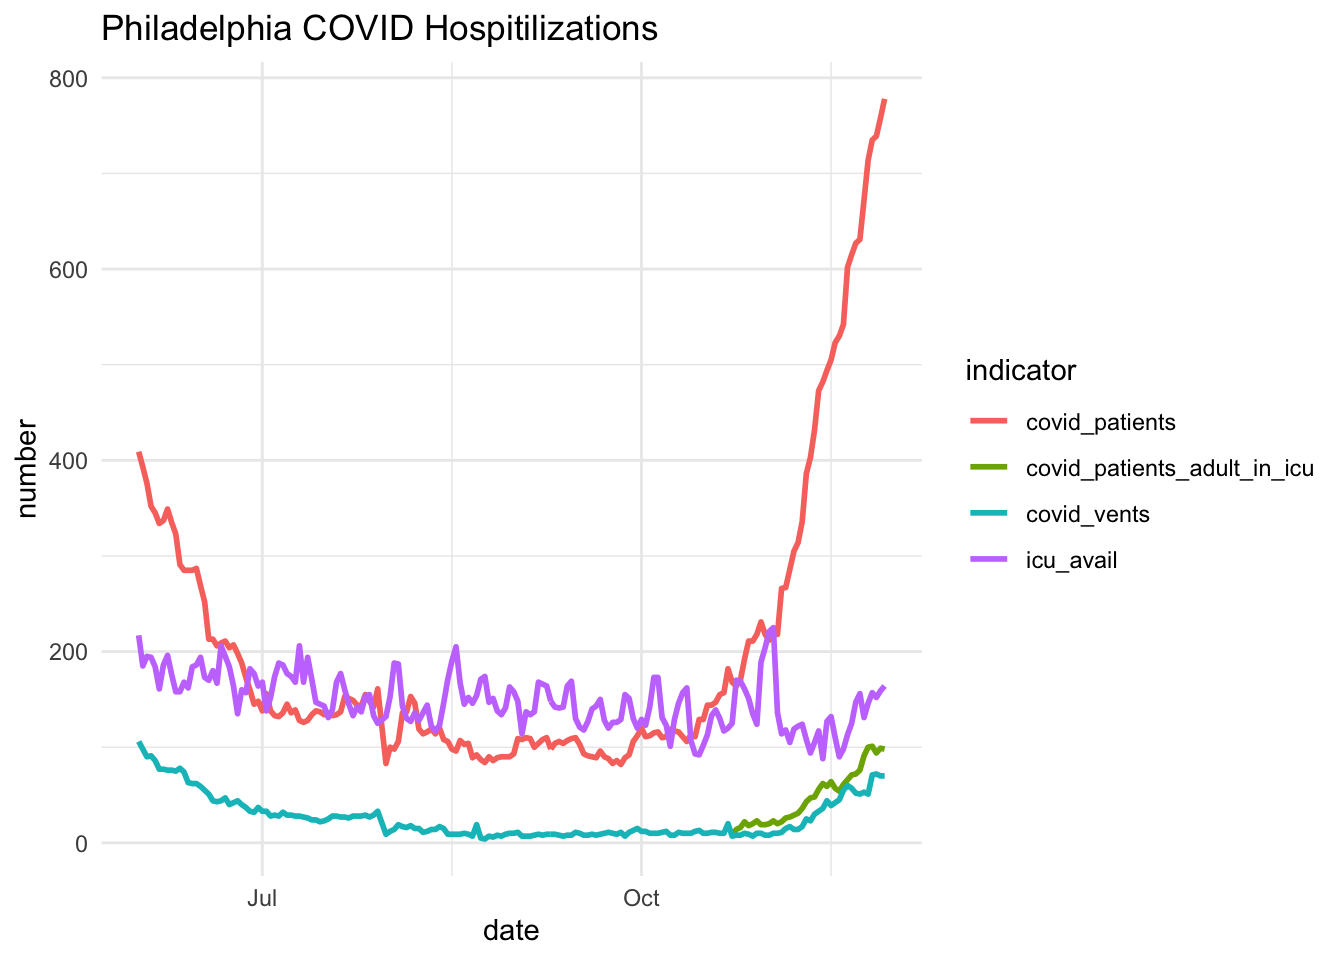 Philadelphia COVID Hospitilizations
800
600
400
200
0
number
Jul
Oct
date
indicator
covid_patients
covid_patients_adult_in_icu
covid_vents
icu_avail